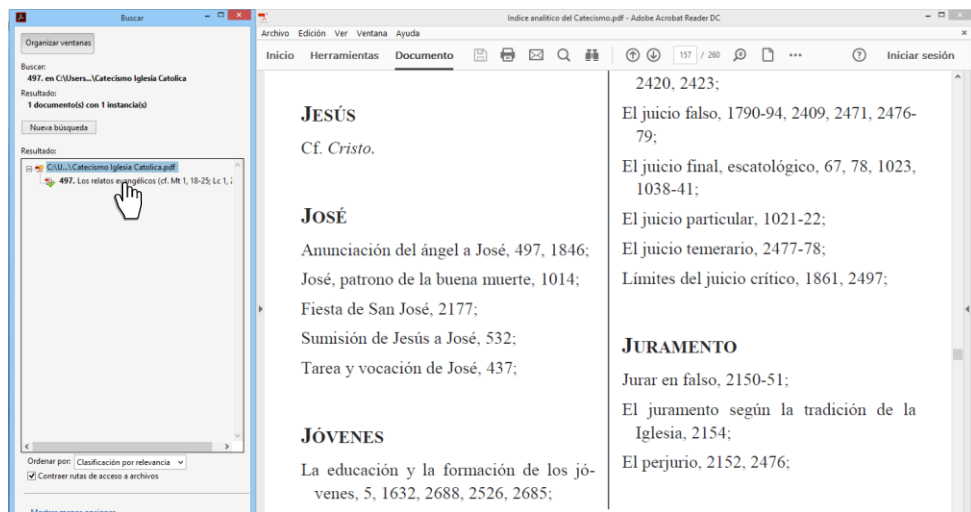 Buscar
Organizar ventanas
Buscar:
497. en C:\Users...\Catecismo Iglesia Catolica
Resultado:
1 documento(s) con 1 instancia(s)
Nueva búsqueda
Resultado:
C:\U...\Catecismo Iglesia Catolica.pdf
497. Los relatos evangélicos (cf. Mt 1, 18-25; Lc 1,
Ordenar por: Clasificación por relevancia
Contraer rutas de acceso a archivos
Mostrar menos opciones
Indice analitico del Catecismo.pdf - Adobe Acrobat Reader DC
Archivo Edición Ver Ventana Ayuda
Inicio Herramientas Documento 157 / 260 Iniciar sesión
JESÚS
Cf. Cristo.
JOSÉ
Anunciación del ángel a José, 497, 1846;
José, patrono de la buena muerte, 1014;
Fiesta de San José, 2177;
Sumisión de Jesús a José, 532;
Tarea y vocación de José, 437;
JÓVENES
La educación y la formación de los jó-
venes, 5, 1632, 2688, 2526, 2685;
2420, 2423;
El juicio falso, 1790-94, 2409, 2471, 2476-
79;
El juicio final, escatológico, 67, 78, 1023,
1038-41;
El juicio particular, 1021-22;
El juicio temerario, 2477-78;
Límites del juicio crítico, 1861, 2497;
JURAMENTO
Jurar en falso, 2150-51;
El juramento según la tradición de la
Iglesia, 2154;
El perjurio, 2152, 2476;